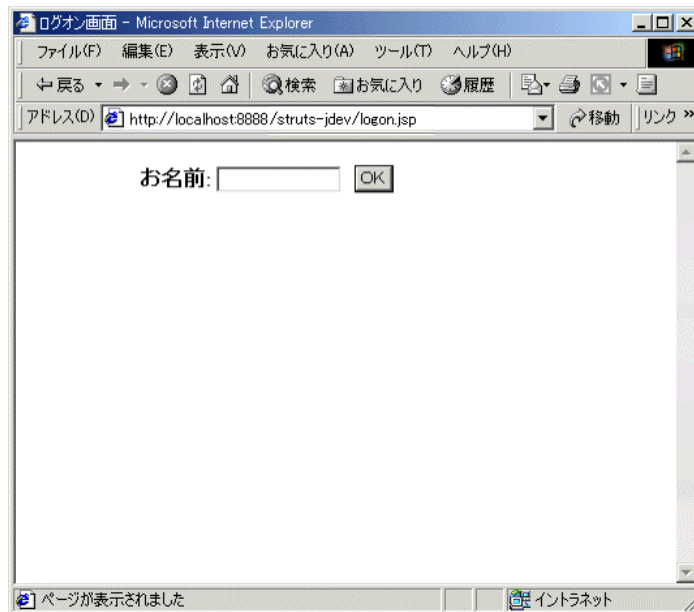 ログオン画面 - Microsoft Internet Explorer
ファイル(F) 編集(E) 表示(V) お気に入り(A) ツール(T) ヘルプ(H)
戻る 検索 お気に入り 履歴
アドレス(D) http://localhost:8888/struts-jdev/logon.jsp 移動 リンク »
お名前: OK
ページが表示されました イントラネット